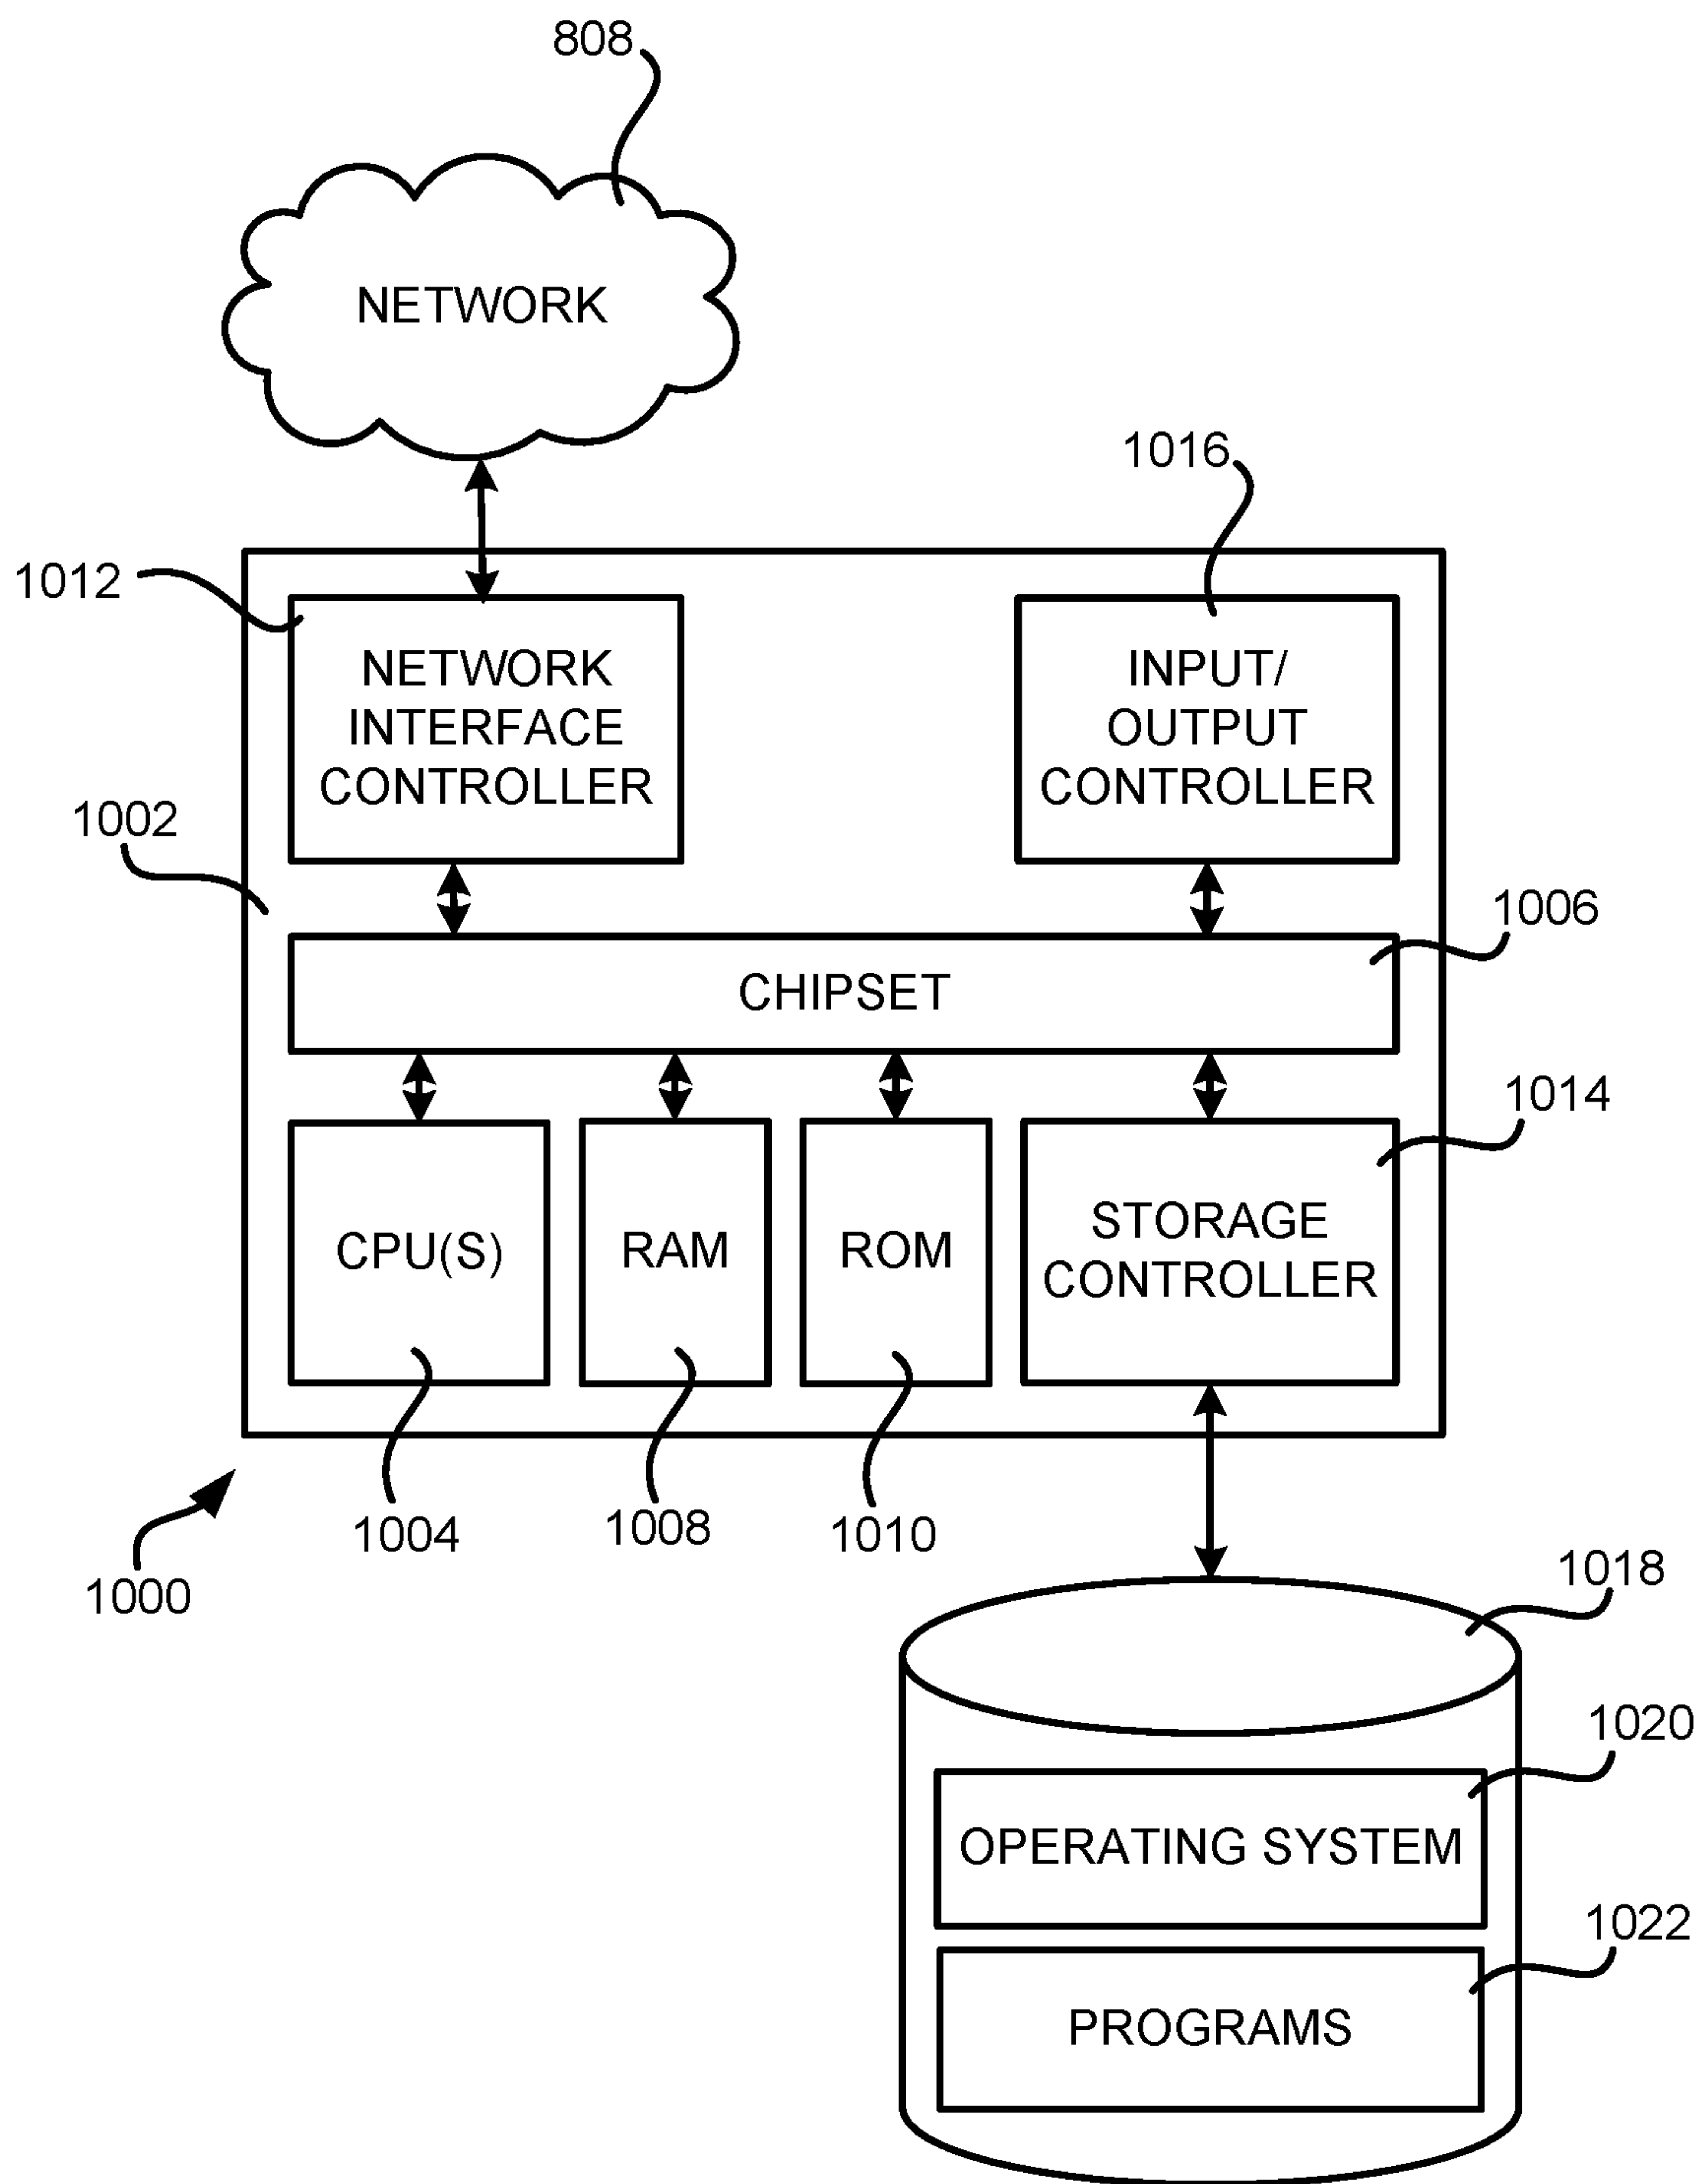 808
NETWORK
1016
1012
NETWORK
INTERFACE
CONTROLLER
INPUT/
OUTPUT
CONTROLLER
1002
1006
CHIPSET
1014
CPU(S)
RAM
ROM
STORAGE
CONTROLLER
1004
1008
1010
1000
1018
1020
OPERATING SYSTEM
1022
PROGRAMS